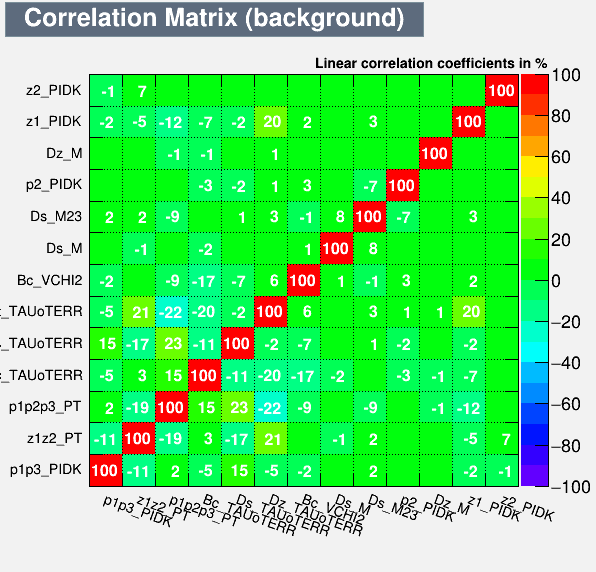 Correlation Matrix (background)
Linear correlation coefficients in %
z2_PIDK -1 7 100
z1_PIDK -2 -5 -12 -7 -2 20 2 3 100
Dz_M -1 -1 1 100
p2_PIDK -3 -2 1 3 -7 100
Ds_M23 2 2 -9 1 3 -1 8 100 -7 3
Ds_M -1 -2 1 100 8
Bc_VCHI2 -2 -9 -17 -7 6 100 1 -1 3 2
_TAUoTERR -5 21 -22 -20 -2 100 6 3 1 1 20
_TAUoTERR 15 -17 23 -11 100 -2 -7 1 -2 -2
_TAUoTERR -5 3 15 100 -11 -20 -17 -2 -3 -1 -7
p1p2p3_PT 2 -19 100 15 23 -22 -9 -9 -1 -12
z1z2_PT -11 100 -19 3 -17 21 -1 2 -5 7
p1p3_PIDK 100 -11 2 -5 15 -5 -2 2 -2 -1
p1p3_PIDK z1z2_PT p1p2p3_PT Bc_TAUoTERR Ds_TAUoTERR Dz_TAUoTERR Bc_VCHI2 Ds_M Ds_M23 p2_PIDK Dz_M z1_PIDK z2_PIDK
100
80
60
40
20
0
−20
−40
−60
−80
−100